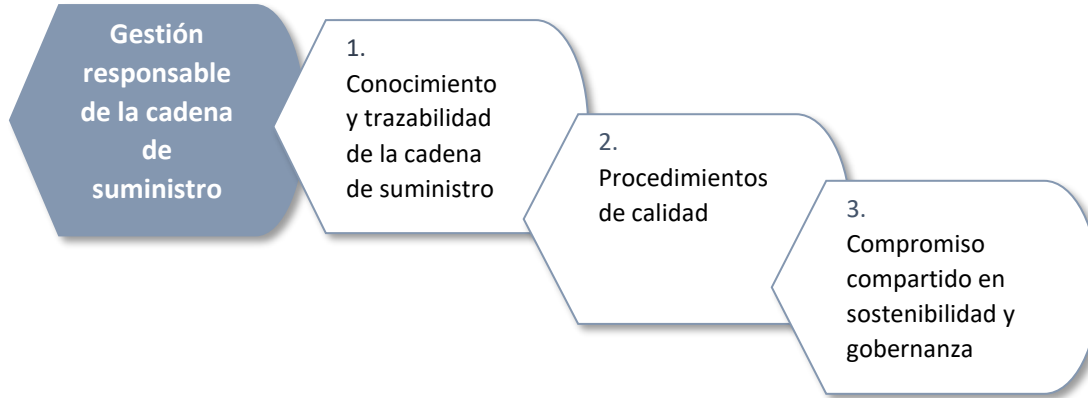 Gestión
responsable
de la cadena
de
suministro
1.
Conocimiento
y trazabilidad
de la cadena
de suministro
2.
Procedimientos
de calidad
3.
Compromiso
compartido en
sostenibilidad y
gobernanza